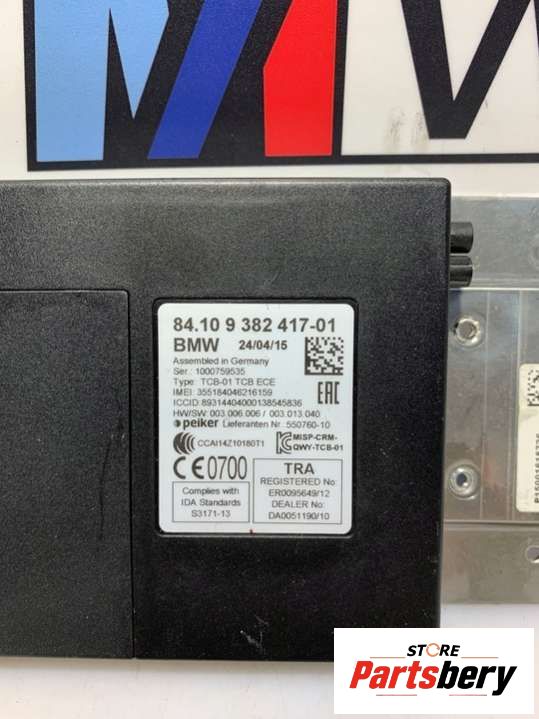 84.10 9 382 417-01
BMW 24/04/15
Assembled in Germany
Ser.: 1000759535
Type: TCB-01 TCB ECE
IMEI: 355184046216159
ICCID: 89314404000138545836
HW/SW: 003.006.006 / 003.013.040
peiker Lieferanten Nr. 550760-10
CCAI14Z10180T1
MSIP-CRM-
QWY-TCB-01
CE0700
Complies with
IDA Standards
S3171-13
TRA
REGISTERED No:
ER0095649/12
DEALER No:
DA0051190/10
EAC
STORE
Partsbery